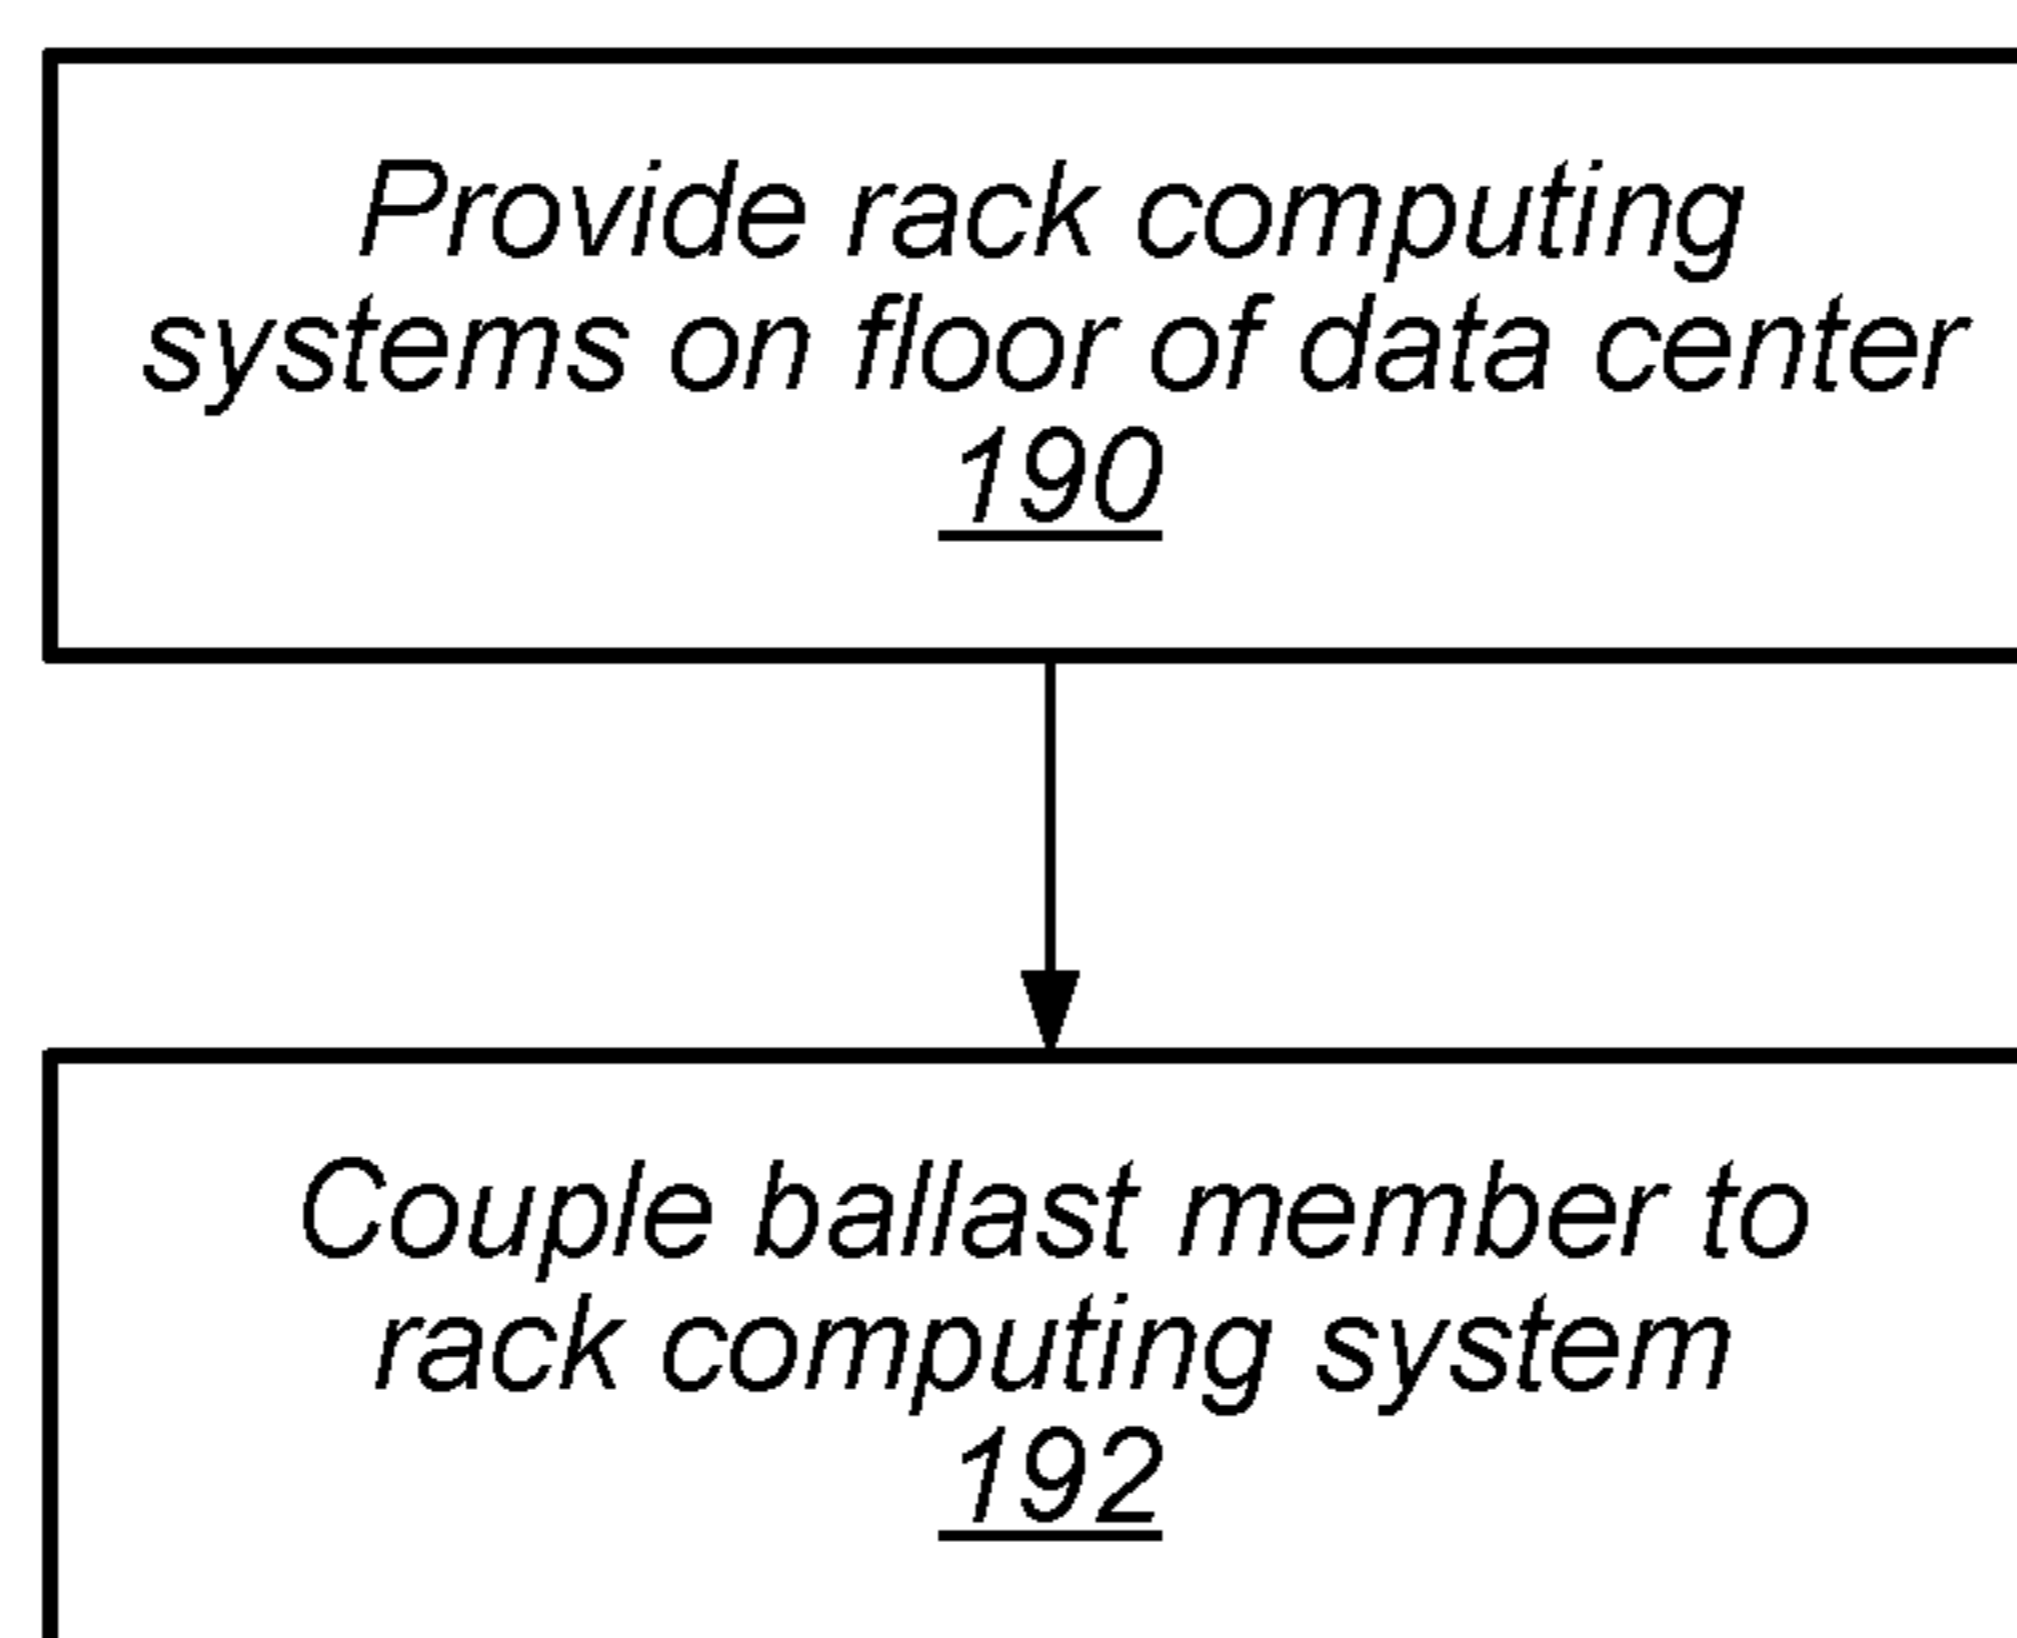 Provide rack computing
systems on floor of data center
190
Couple ballast member to
rack computing system
192